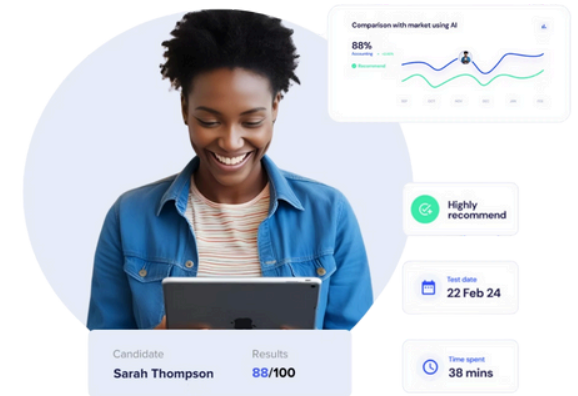 Comparison with market using AI
88%
Recommend
Highly
recommend
Test date
22 Feb 24
Time spent
38 mins
Candidate
Results
Sarah Thompson
88/100